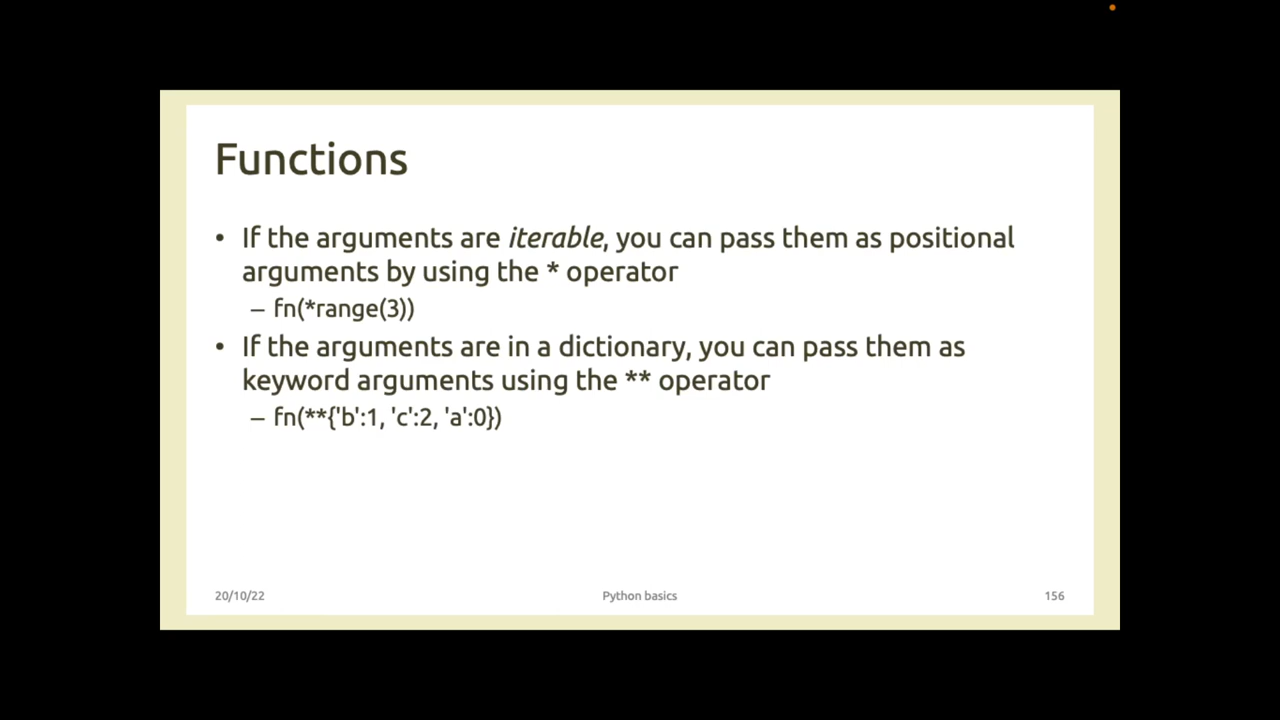 Functions
• If the arguments are iterable, you can pass them as positional
arguments by using the * operator
– fn(*range(3))
• If the arguments are in a dictionary, you can pass them as
keyword arguments using the ** operator
– fn(**{'b':1, 'c':2, 'a':0})
20/10/22
Python basics
156